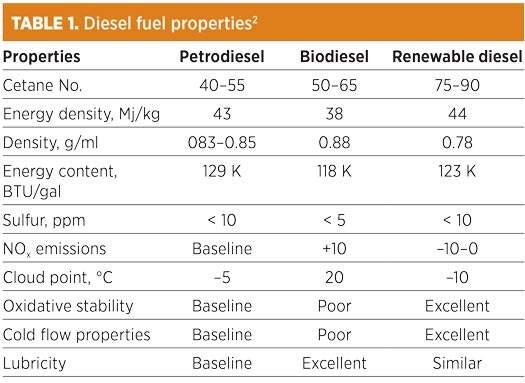 TABLE 1. Diesel fuel properties2
Properties Petrodiesel Biodiesel Renewable diesel
Cetane No. 40–55 50–65 75–90
Energy density, Mj/kg 43 38 44
Density, g/ml 083–0.85 0.88 0.78
Energy content, BTU/gal 129 K 118 K 123 K
Sulfur, ppm < 10 < 5 < 10
NOx emissions Baseline +10 –10–0
Cloud point, °C –5 20 –10
Oxidative stability Baseline Poor Excellent
Cold flow properties Baseline Poor Excellent
Lubricity Baseline Excellent Similar